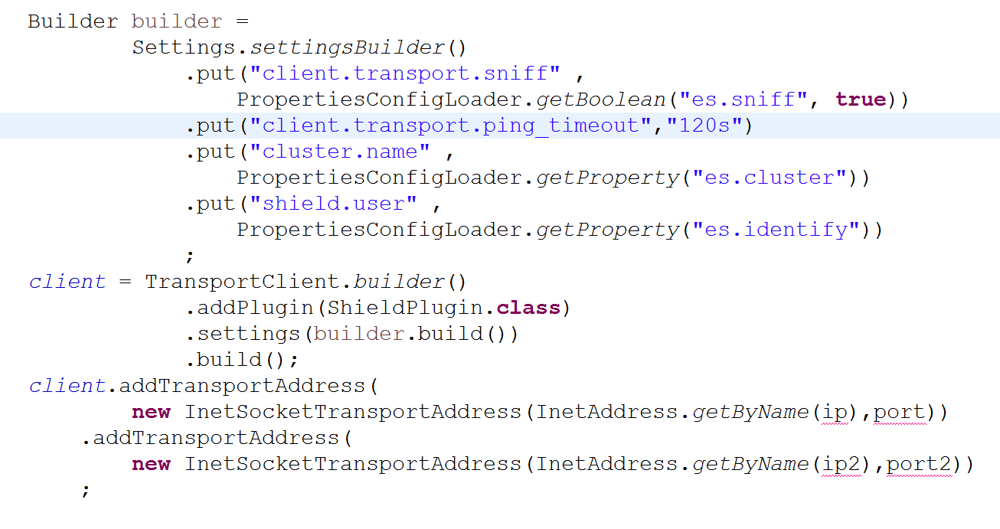 Builder builder =
Settings.settingsBuilder()
.put("client.transport.sniff" ,
PropertiesConfigLoader.getBoolean("es.sniff", true))
.put("client.transport.ping_timeout","120s")
.put("cluster.name" ,
PropertiesConfigLoader.getProperty("es.cluster"))
.put("shield.user" ,
PropertiesConfigLoader.getProperty("es.identify"))
;
client = TransportClient.builder()
.addPlugin(ShieldPlugin.class)
.settings(builder.build())
.build();
client.addTransportAddress(
new InetSocketTransportAddress(InetAddress.getByName(ip),port))
.addTransportAddress(
new InetSocketTransportAddress(InetAddress.getByName(ip2),port2))
;